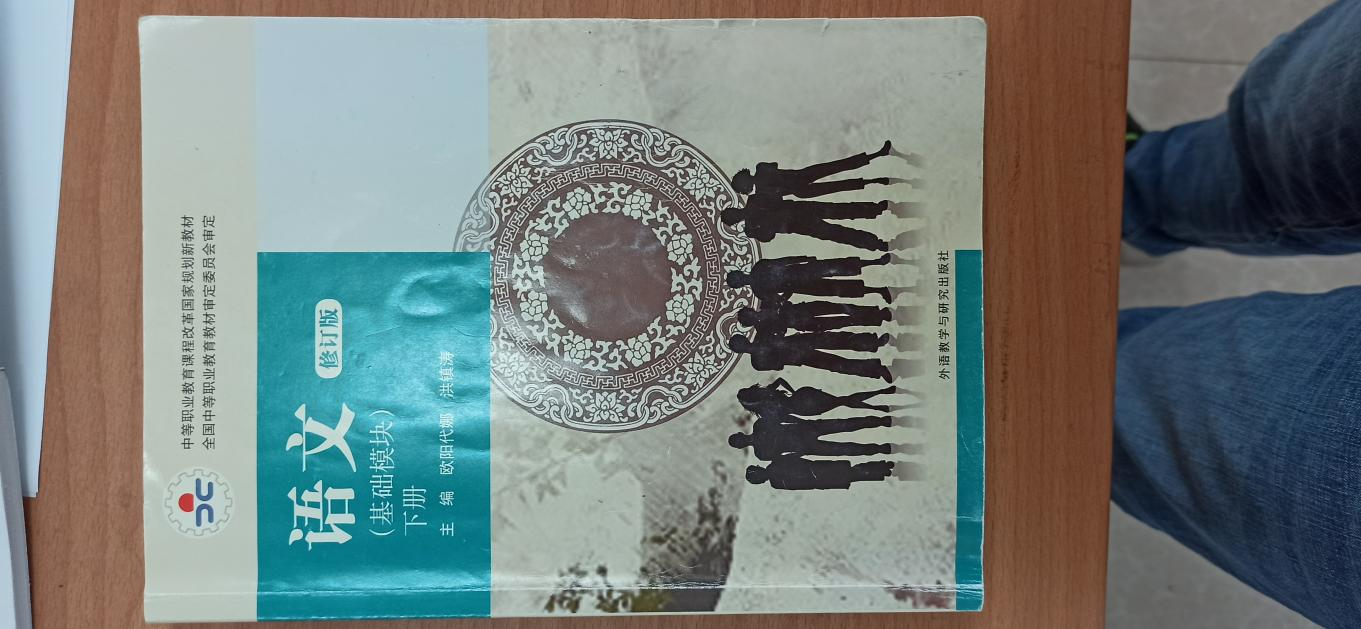 中等职业教育课程改革国家规划新教材
全国中等职业教育教材审定委员会审定
语文
修订版
(基础模块)
下册
主 编 欧阳代娜 洪镇涛
外语教学与研究出版社